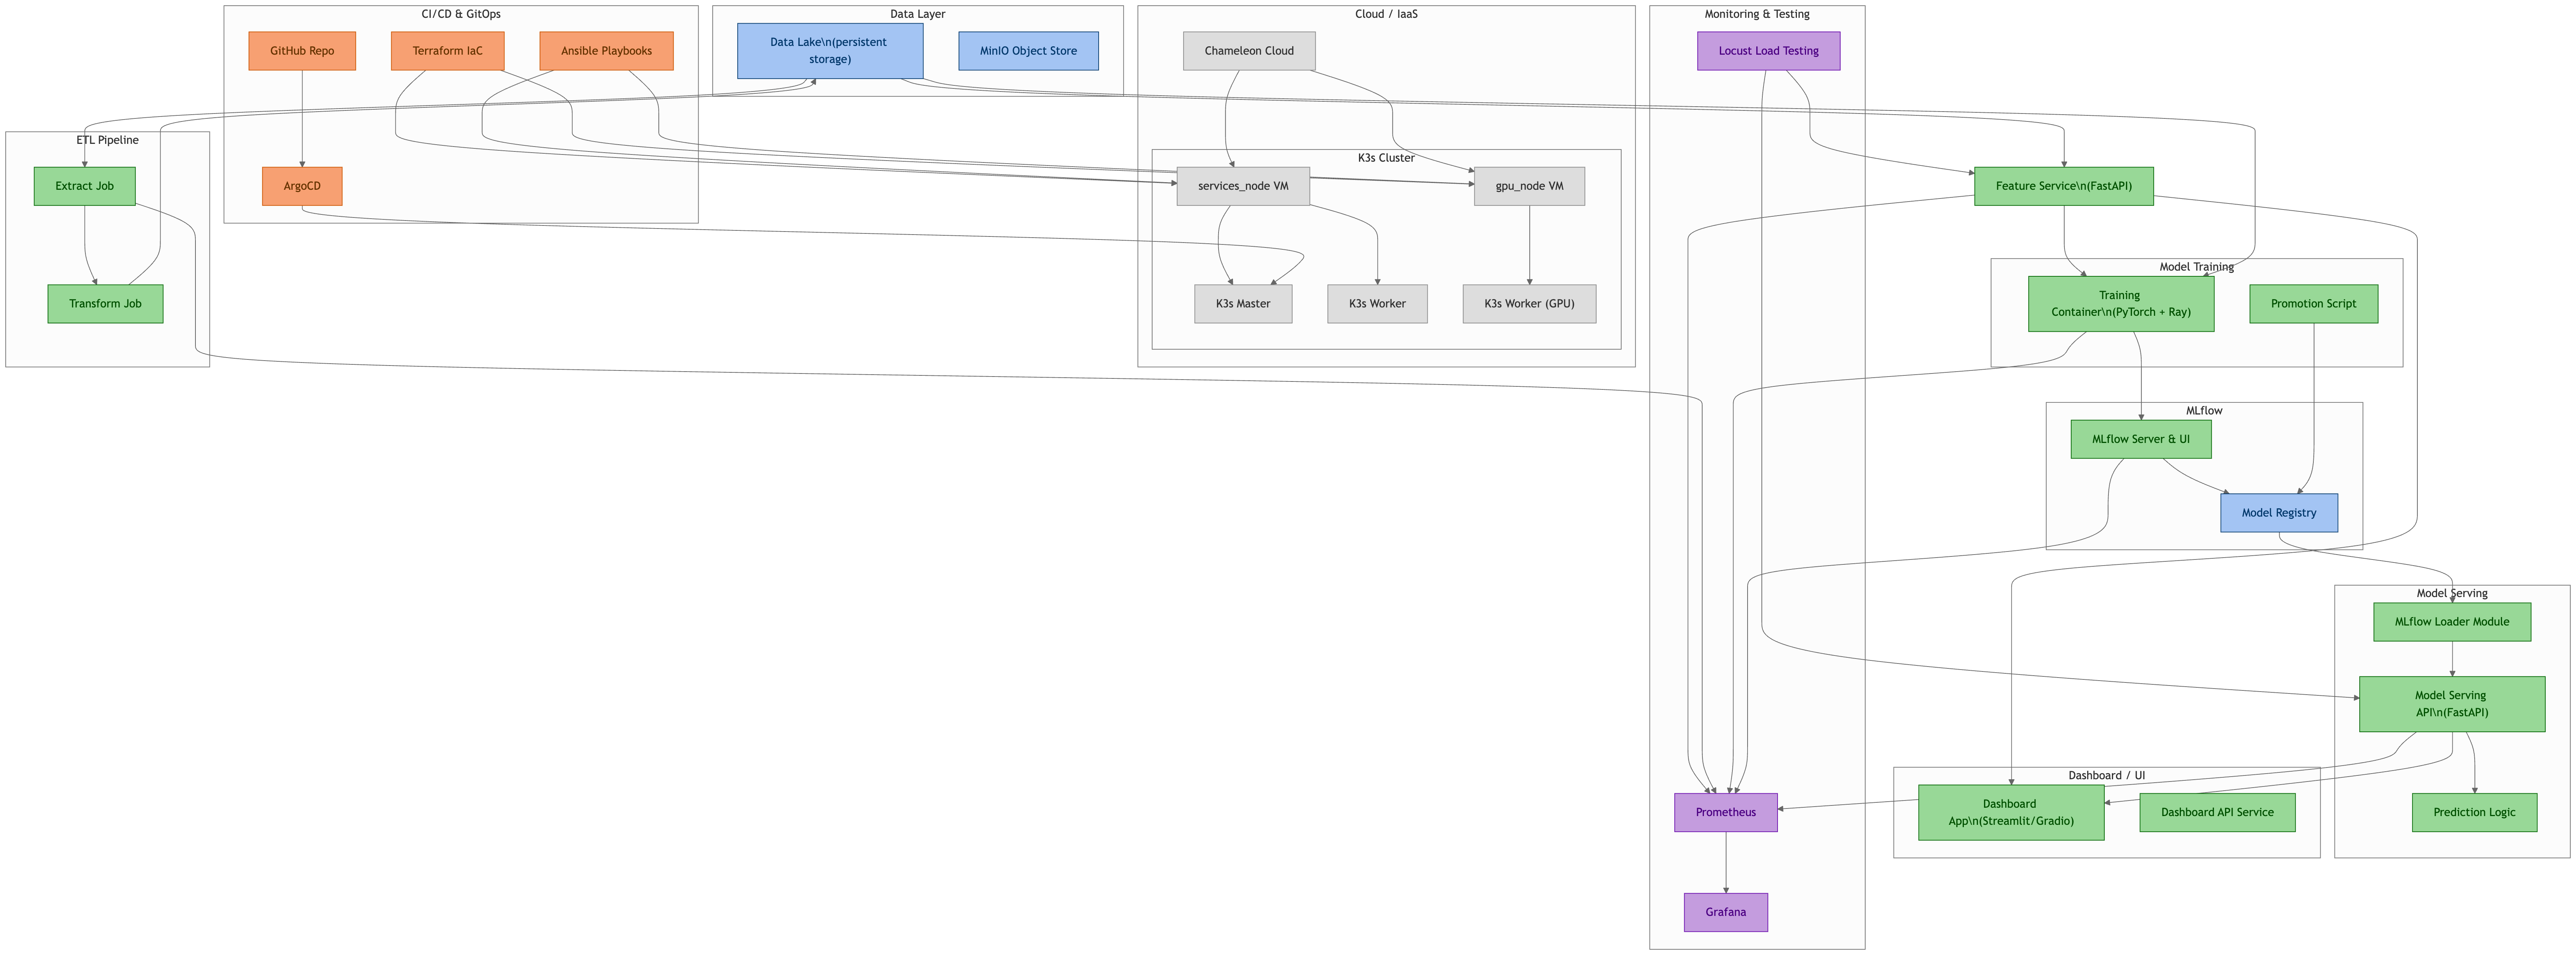 CI/CD & GitOps
GitHub Repo
Terraform IaC
Ansible Playbooks
ArgoCD
Data Layer
Data Lake\n(persistent
storage)
MinIO Object Store
Cloud / IaaS
Chameleon Cloud
K3s Cluster
services_node VM
gpu_node VM
K3s Master
K3s Worker
K3s Worker (GPU)
Monitoring & Testing
Locust Load Testing
Prometheus
Grafana
ETL Pipeline
Extract Job
Transform Job
Feature Service\n(FastAPI)
Model Training
Training
Container\n(PyTorch + Ray)
Promotion Script
MLflow
MLflow Server & UI
Model Registry
Model Serving
MLflow Loader Module
Model Serving
API\n(FastAPI)
Prediction Logic
Dashboard / UI
Dashboard
App\n(Streamlit/Gradio)
Dashboard API Service